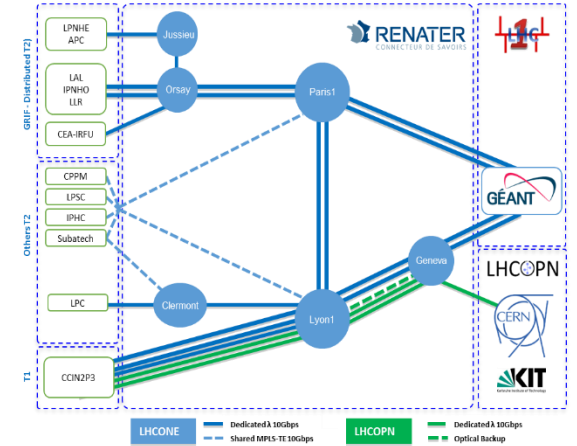 GRIF - Distributed T2)
LPNHE
APC
LAL
IPNHO
LLR
CEA-IRFU
Jussieu
Orsay
Paris1
RENATER
CONNECTEUR DE SAVOIRS
LHC
1
Others T2
CPPM
LPSC
IPHC
Subatech
LPC
Clermont
Lyon1
Geneva
GÉANT
LHCOPN
CERN
KIT
T1
CCIN2P3
LHCONE
Dedicated λ 10Gbps
Shared MPLS-TE 10Gbps
LHCOPN
Dedicated λ 10Gbps
Optical Backup